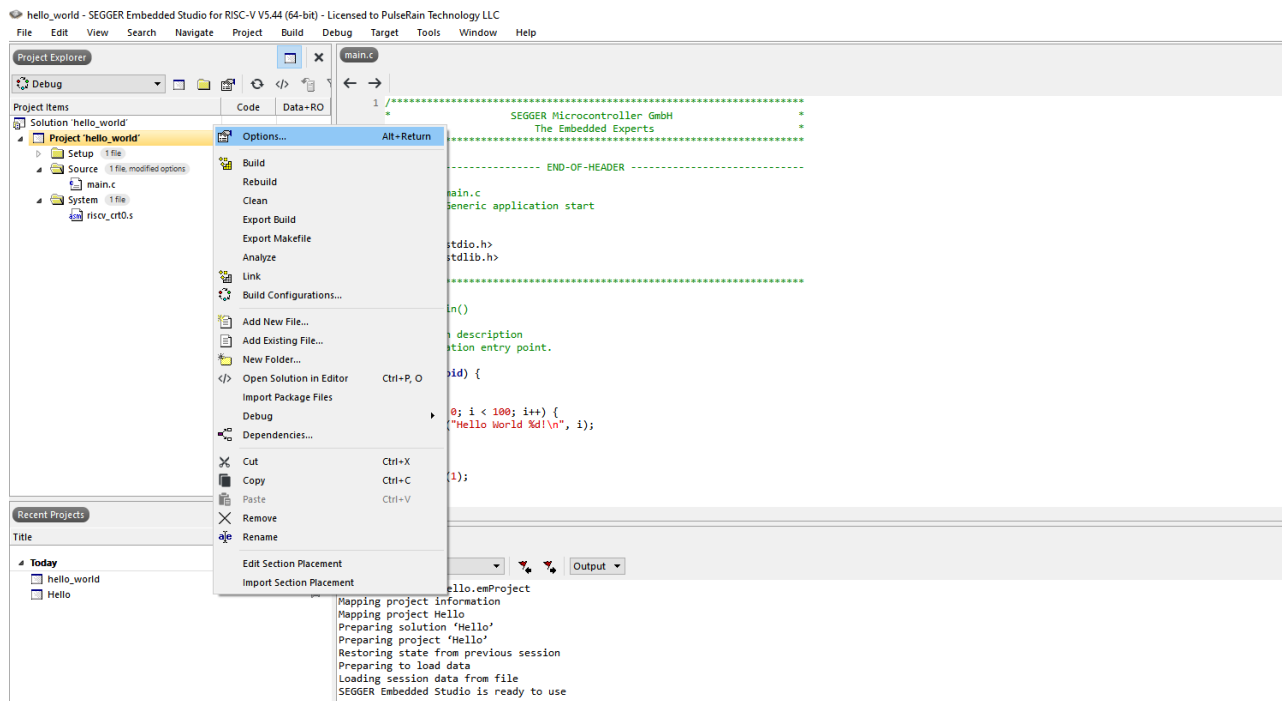 hello_world - SEGGER Embedded Studio for RISC-V V5.44 (64-bit) - Licensed to PulseRain Technology LLC
File Edit View Search Navigate Project Build Debug Target Tools Window Help
Project Explorer
Debug
Project Items Code Data+RO
Solution 'hello_world'
Project 'hello_world'
Setup 1 file
Source 1 file, modified options
main.c
System 1 file
riscv_crt0.s
Options... Alt+Return
Build
Rebuild
Clean
Export Build
Export Makefile
Analyze
Link
Build Configurations...
Add New File...
Add Existing File...
New Folder...
Open Solution in Editor Ctrl+P, O
Import Package Files
Debug
Dependencies...
Cut Ctrl+X
Copy Ctrl+C
Paste Ctrl+V
Remove
Rename
Edit Section Placement
Import Section Placement
main.c
1 /*********************************************************************
* SEGGER Microcontroller GmbH *
* The Embedded Experts *
**********************************************************************
---------------- END-OF-HEADER -----------------------------
main.c
Generic application start
stdio.h>
stdlib.h>
**********************************************************************
in()
n description
ation entry point.
oid) {
0; i < 100; i++) {
("Hello World %d!\n", i);
(1);
Recent Projects
Title
Today
hello_world
Hello
Output
ello.emProject
Mapping project information
Mapping project Hello
Preparing solution ‘Hello’
Preparing project ‘Hello’
Restoring state from previous session
Preparing to load data
Loading session data from file
SEGGER Embedded Studio is ready to use